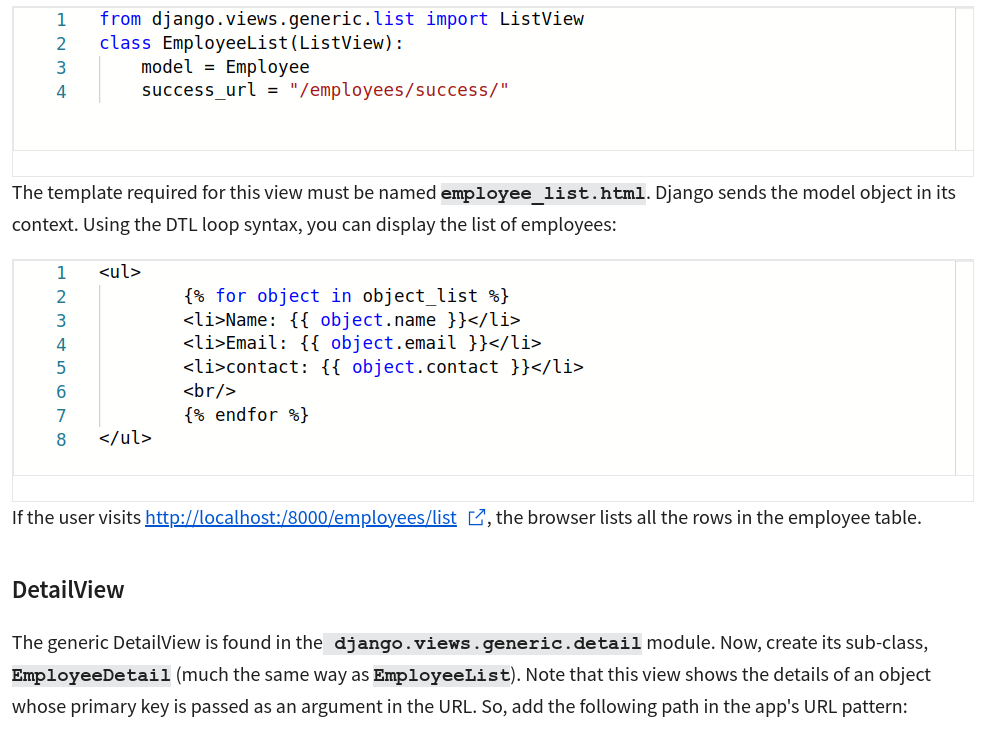 1 from django.views.generic.list import ListView
2 class EmployeeList(ListView):
3     model = Employee
4     success_url = "/employees/success/"
The template required for this view must be named employee_list.html. Django sends the model object in its
context. Using the DTL loop syntax, you can display the list of employees:
1 <ul>
2         {% for object in object_list %}
3         <li>Name: {{ object.name }}</li>
4         <li>Email: {{ object.email }}</li>
5         <li>contact: {{ object.contact }}</li>
6         <br/>
7         {% endfor %}
8 </ul>
If the user visits http://localhost:/8000/employees/list , the browser lists all the rows in the employee table.
DetailView
The generic DetailView is found in the django.views.generic.detail module. Now, create its sub-class,
EmployeeDetail (much the same way as EmployeeList). Note that this view shows the details of an object
whose primary key is passed as an argument in the URL. So, add the following path in the app's URL pattern: